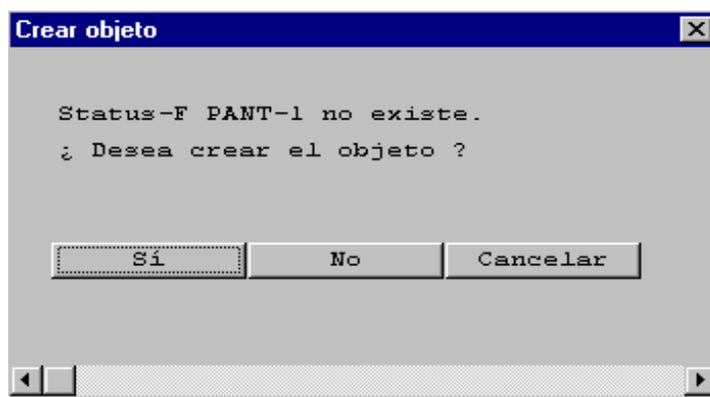 Crear objeto
Status-F PANT-1 no existe.
¿ Desea crear el objeto ?
Sí No Cancelar